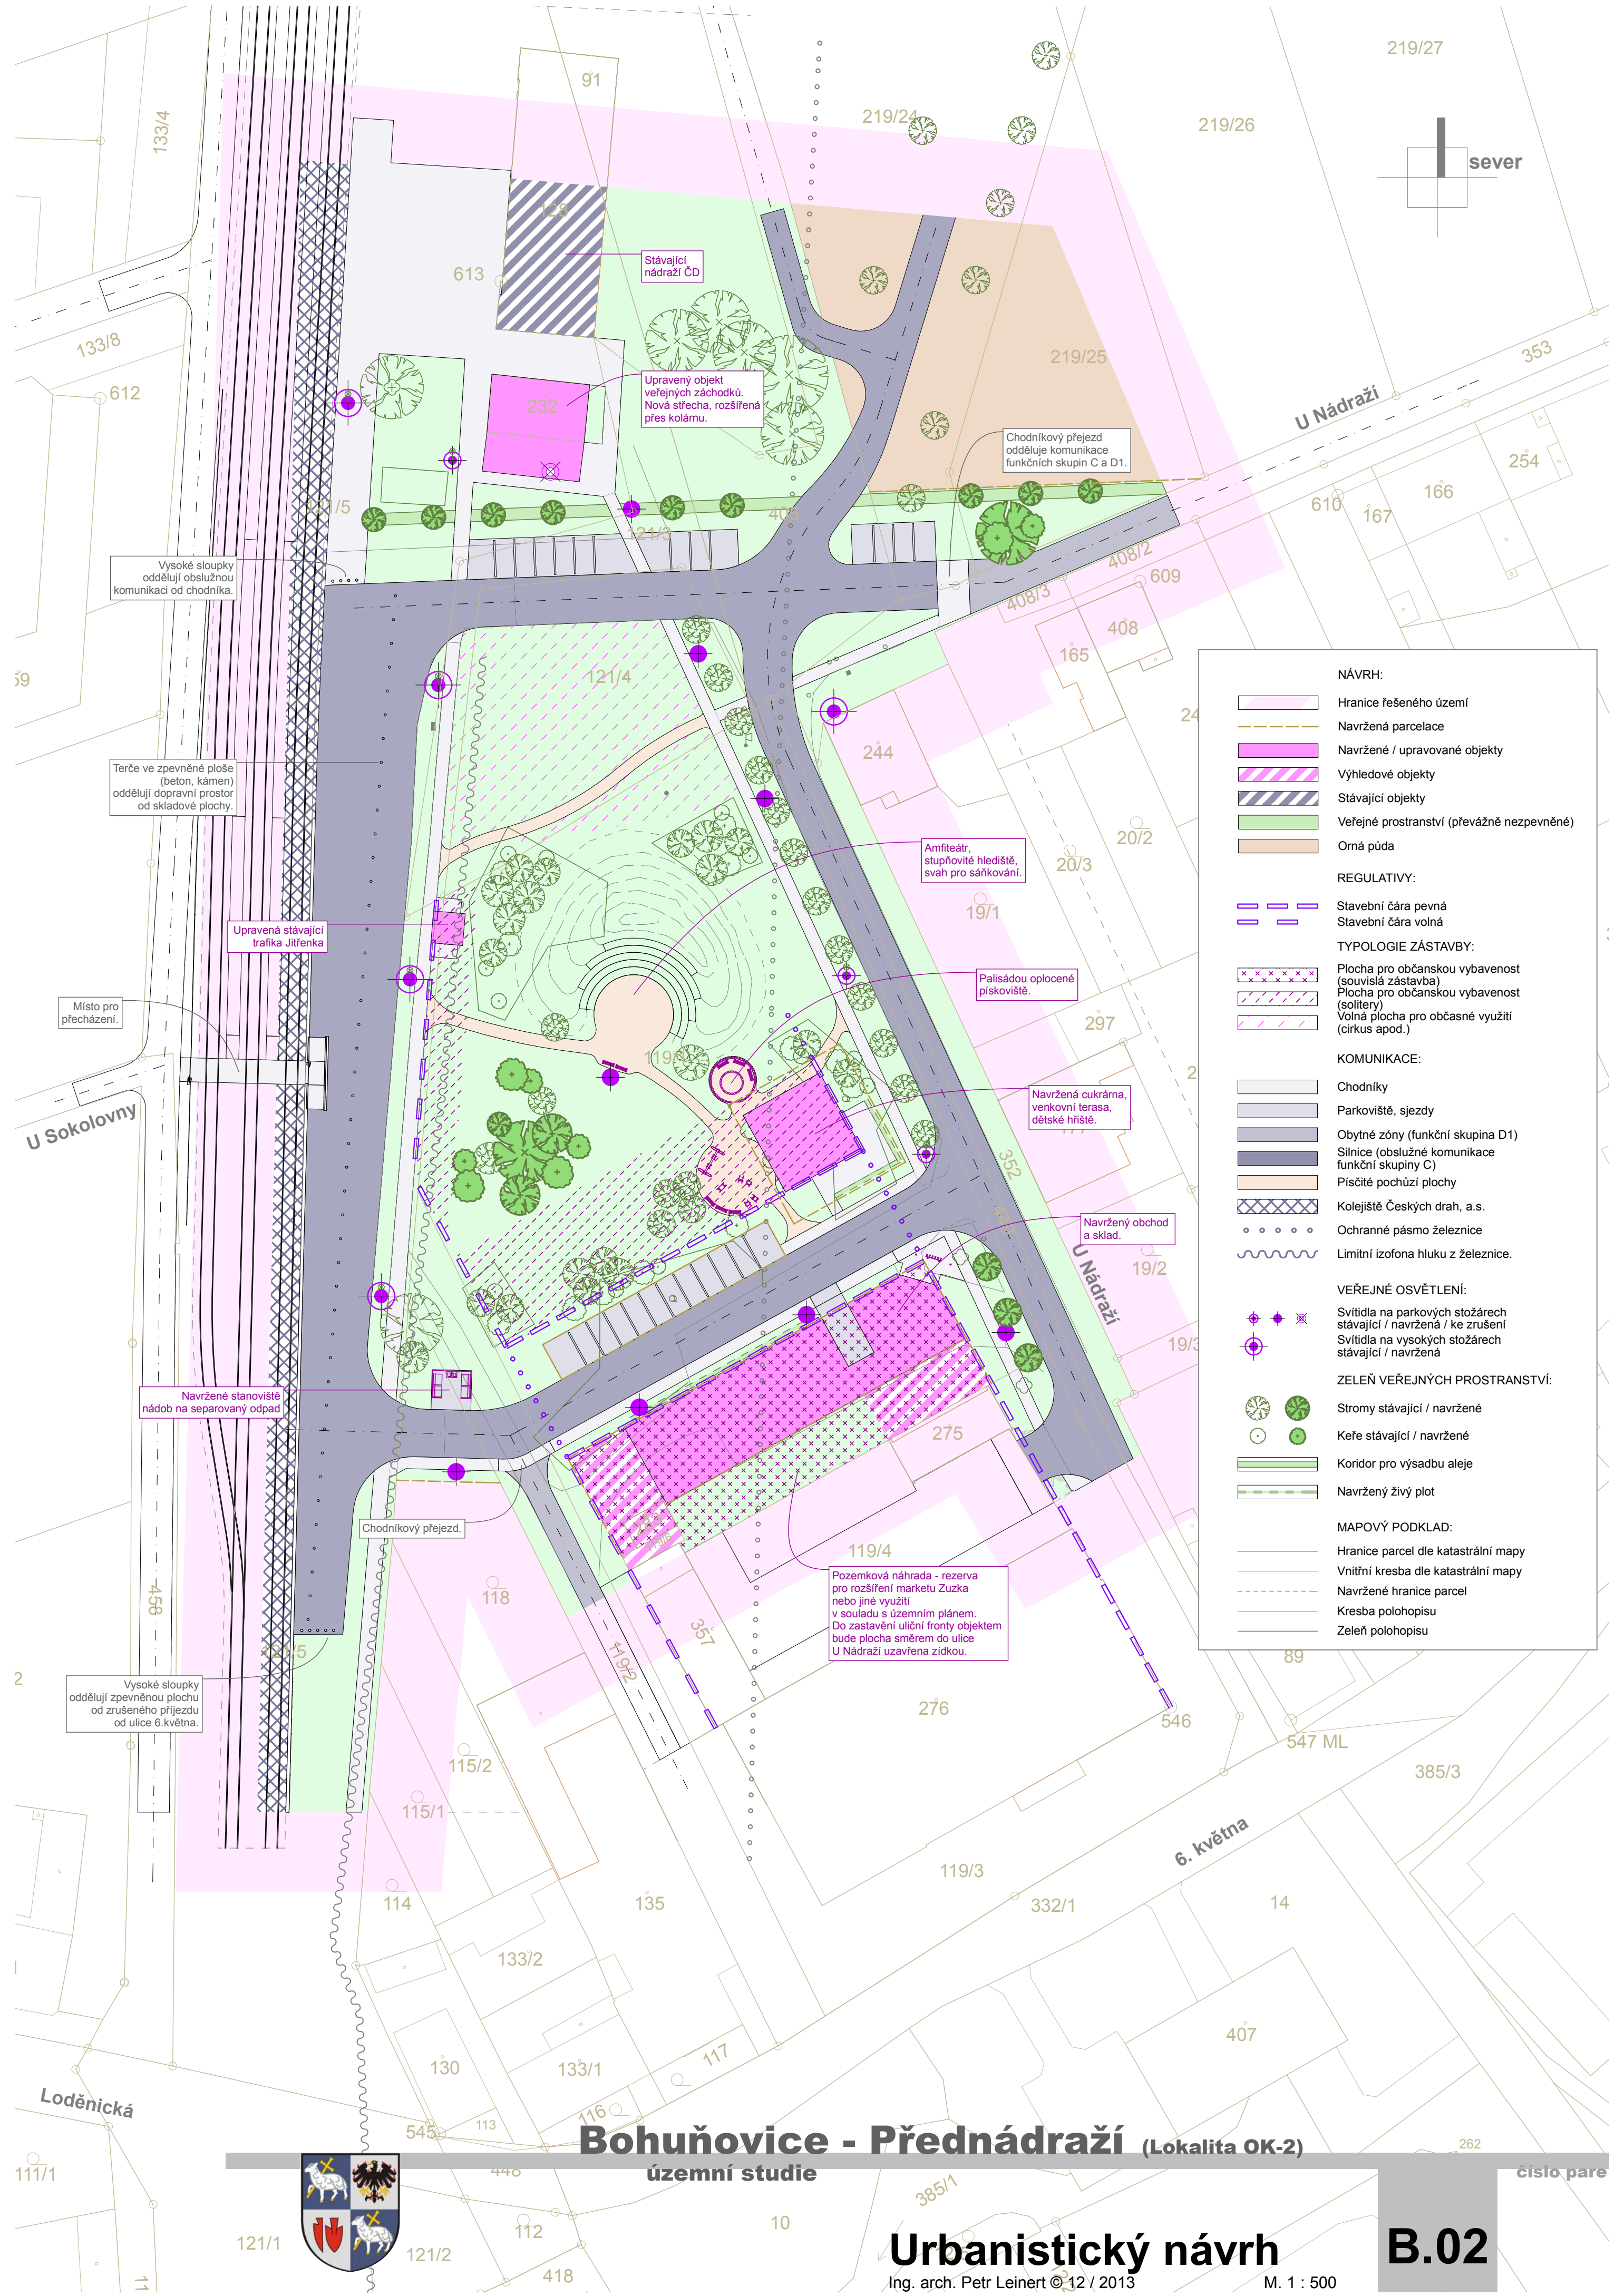 219/27
91
219/24
219/26
133/4
sever
128
Stávající
nádraží ČD
613
133/8
612
219/25
353
Upravený objekt
veřejných záchodků.
Nová střecha, rozšířená
přes kolárnu.
232
U Nádraží
Chodníkový přejezd
odděluje komunikace
funkčních skupin C a D1.
254
166
610
167
121/5
121/3
408/2
609
408/3
408
165
Vysoké sloupky
oddělují obslužnou
komunikaci od chodníka.
121/4
244
Terče ve zpevněné ploše
(beton, kámen)
oddělují dopravní prostor
od skladové plochy.
20/2
20/3
Amfiteátr,
stupňovité hlediště,
svah pro sáňkování.
19/1
Upravená stávající
trafika Jitřenka
Palisádou oplocené
pískoviště.
Místo pro
přecházení.
297
U Sokolovny
Navržená cukrárna,
venkovní terasa,
dětské hřiště.
352
Navržený obchod
a sklad.
19/2
U Nádraží
19/3
Navržené stanoviště
nádob na separovaný odpad
275
Chodníkový přejezd.
119/4
458
118
Pozemková náhrada - rezerva
pro rozšíření marketu Zuzka
nebo jiné využití
v souladu s územním plánem.
Do zastavění uliční fronty objektem
bude plocha směrem do ulice
U Nádraží uzavřena zídkou.
357
119/2
121/5
Vysoké sloupky
oddělují zpevněnou plochu
od zrušeného příjezdu
od ulice 6.května.
276
546
547 ML
89
385/3
115/2
115/1
6. května
119/3
114
135
332/1
14
133/2
130
133/1
117
116
407
113
545
Loděnická
111/1
448
262
385/1
112
10
121/1
121/2
418
NÁVRH:
Hranice řešeného území
Navržená parcelace
Navržené / upravované objekty
Výhledové objekty
Stávající objekty
Veřejné prostranství (převážně nezpevněné)
Orná půda
REGULATIVY:
Stavební čára pevná
Stavební čára volná
TYPOLOGIE ZÁSTAVBY:
Plocha pro občanskou vybavenost
(souvislá zástavba)
Plocha pro občanskou vybavenost
(solitery)
Volná plocha pro občasné využití
(cirkus apod.)
KOMUNIKACE:
Chodníky
Parkoviště, sjezdy
Obytné zóny (funkční skupina D1)
Silnice (obslužné komunikace
funkční skupiny C)
Písčité pochůzí plochy
Kolejiště Českých drah, a.s.
Ochranné pásmo železnice
Limitní izofona hluku z železnice.
VEŘEJNÉ OSVĚTLENÍ:
Svítidla na parkových stožárech
stávající / navržená / ke zrušení
Svítidla na vysokých stožárech
stávající / navržená
ZELEŇ VEŘEJNÝCH PROSTRANSTVÍ:
Stromy stávající / navržené
Keře stávající / navržené
Koridor pro výsadbu aleje
Navržený živý plot
MAPOVÝ PODKLAD:
Hranice parcel dle katastrální mapy
Vnitřní kresba dle katastrální mapy
Navržené hranice parcel
Kresba polohopisu
Zeleň polohopisu
Bohuňovice - Přednádraží (Lokalita OK-2)
územní studie
číslo pare
Urbanistický návrh
B.02
Ing. arch. Petr Leinert © 12 / 2013
M. 1 : 500